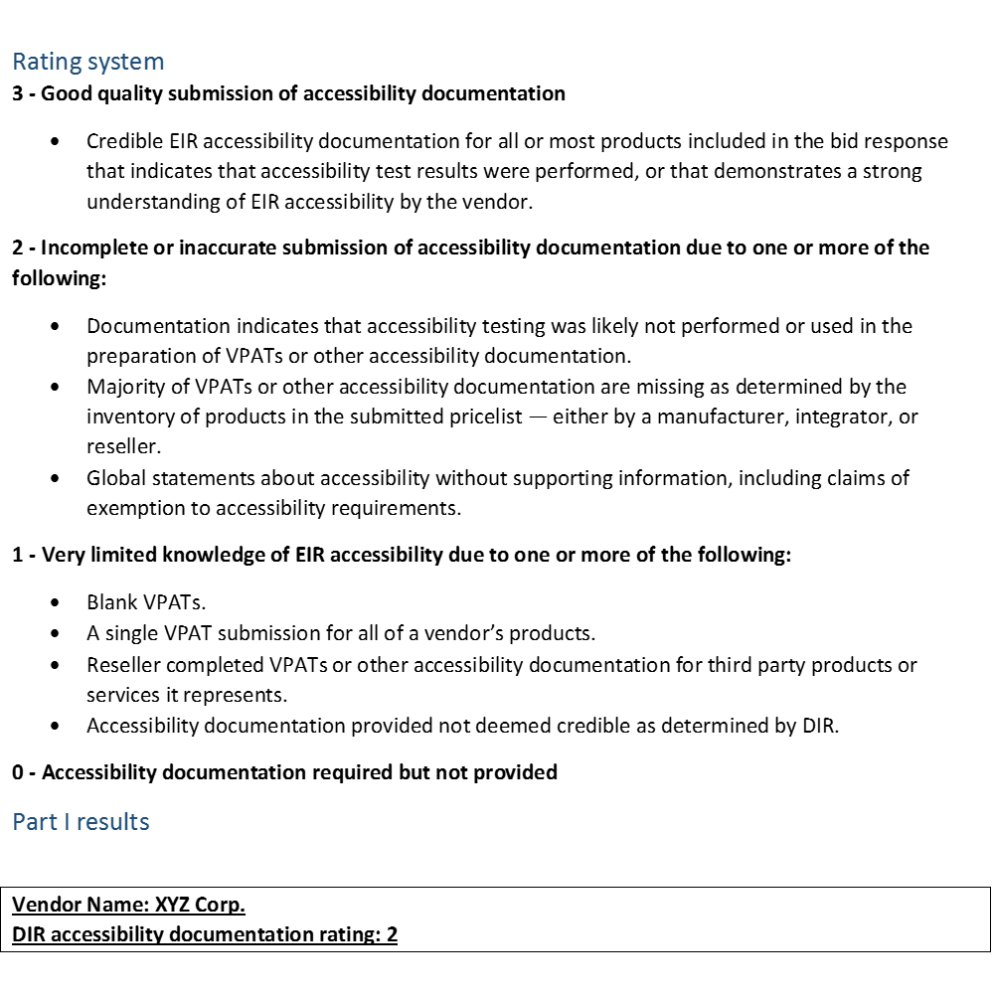 Rating system
3 - Good quality submission of accessibility documentation
• Credible EIR accessibility documentation for all or most products included in the bid response
that indicates that accessibility test results were performed, or that demonstrates a strong
understanding of EIR accessibility by the vendor.
2 - Incomplete or inaccurate submission of accessibility documentation due to one or more of the
following:
• Documentation indicates that accessibility testing was likely not performed or used in the
preparation of VPATs or other accessibility documentation.
• Majority of VPATs or other accessibility documentation are missing as determined by the
inventory of products in the submitted pricelist — either by a manufacturer, integrator, or
reseller.
• Global statements about accessibility without supporting information, including claims of
exemption to accessibility requirements.
1 - Very limited knowledge of EIR accessibility due to one or more of the following:
• Blank VPATs.
• A single VPAT submission for all of a vendor’s products.
• Reseller completed VPATs or other accessibility documentation for third party products or
services it represents.
• Accessibility documentation provided not deemed credible as determined by DIR.
0 - Accessibility documentation required but not provided
Part I results
Vendor Name: XYZ Corp.
DIR accessibility documentation rating: 2